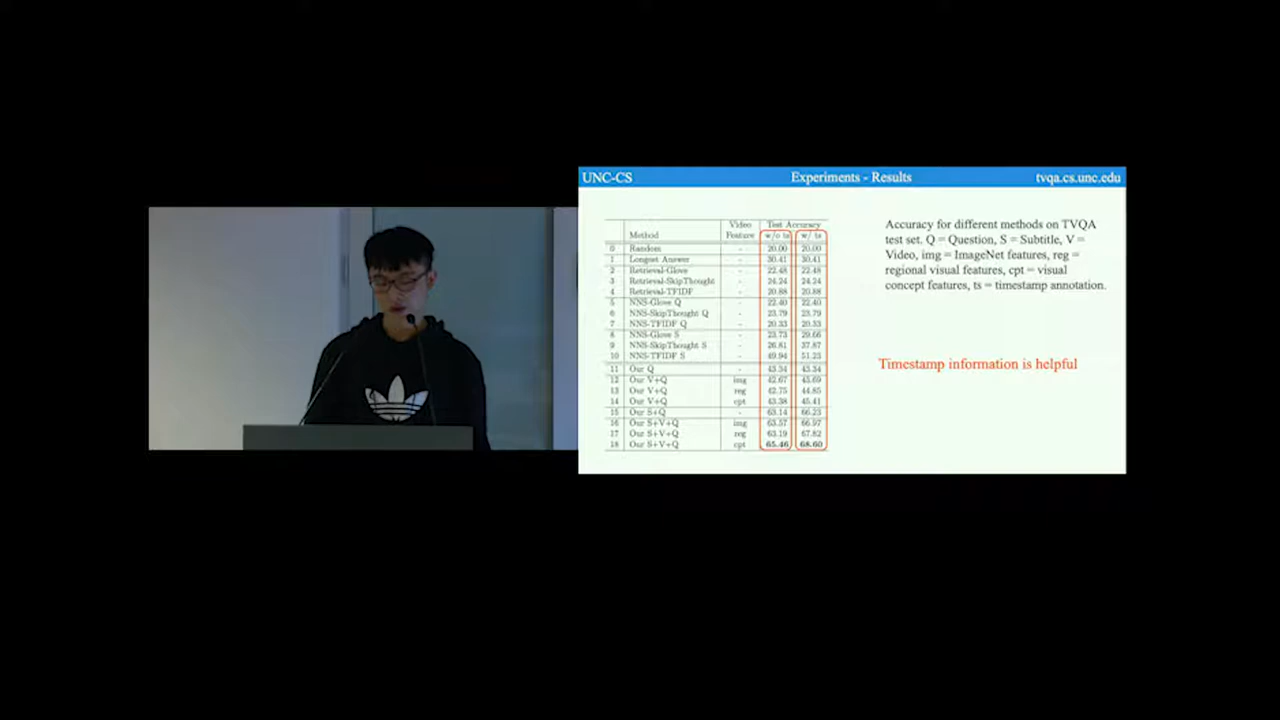 UNC-CS Experiments - Results tvqa.cs.unc.edu
Video Test Accuracy
Method Feature w/o ts w/ ts
0 Random - 20.00 20.00
1 Longest Answer - 30.41 30.41
2 Retrieval-Glove - 22.48 22.48
3 Retrieval-SkipThought - 24.24 24.24
4 Retrieval-TFIDF - 20.88 20.88
5 NNS-Glove Q - 22.40 22.40
6 NNS-SkipThought Q - 23.79 23.79
7 NNS-TFIDF Q - 20.33 20.33
8 NNS-Glove S - 23.73 29.66
9 NNS-SkipThought S - 26.81 37.87
10 NNS-TFIDF S - 49.94 51.23
11 Our Q - 43.34 43.34
12 Our V+Q img 42.67 43.69
13 Our V+Q reg 42.75 44.85
14 Our V+Q cpt 43.38 45.41
15 Our S+Q - 63.14 66.23
16 Our S+V+Q img 63.57 66.97
17 Our S+V+Q reg 63.19 67.82
18 Our S+V+Q cpt 65.46 68.60
Accuracy for different methods on TVQA
test set. Q = Question, S = Subtitle, V =
Video, img = ImageNet features, reg =
regional visual features, cpt = visual
concept features, ts = timestamp annotation.
Timestamp information is helpful
adidas